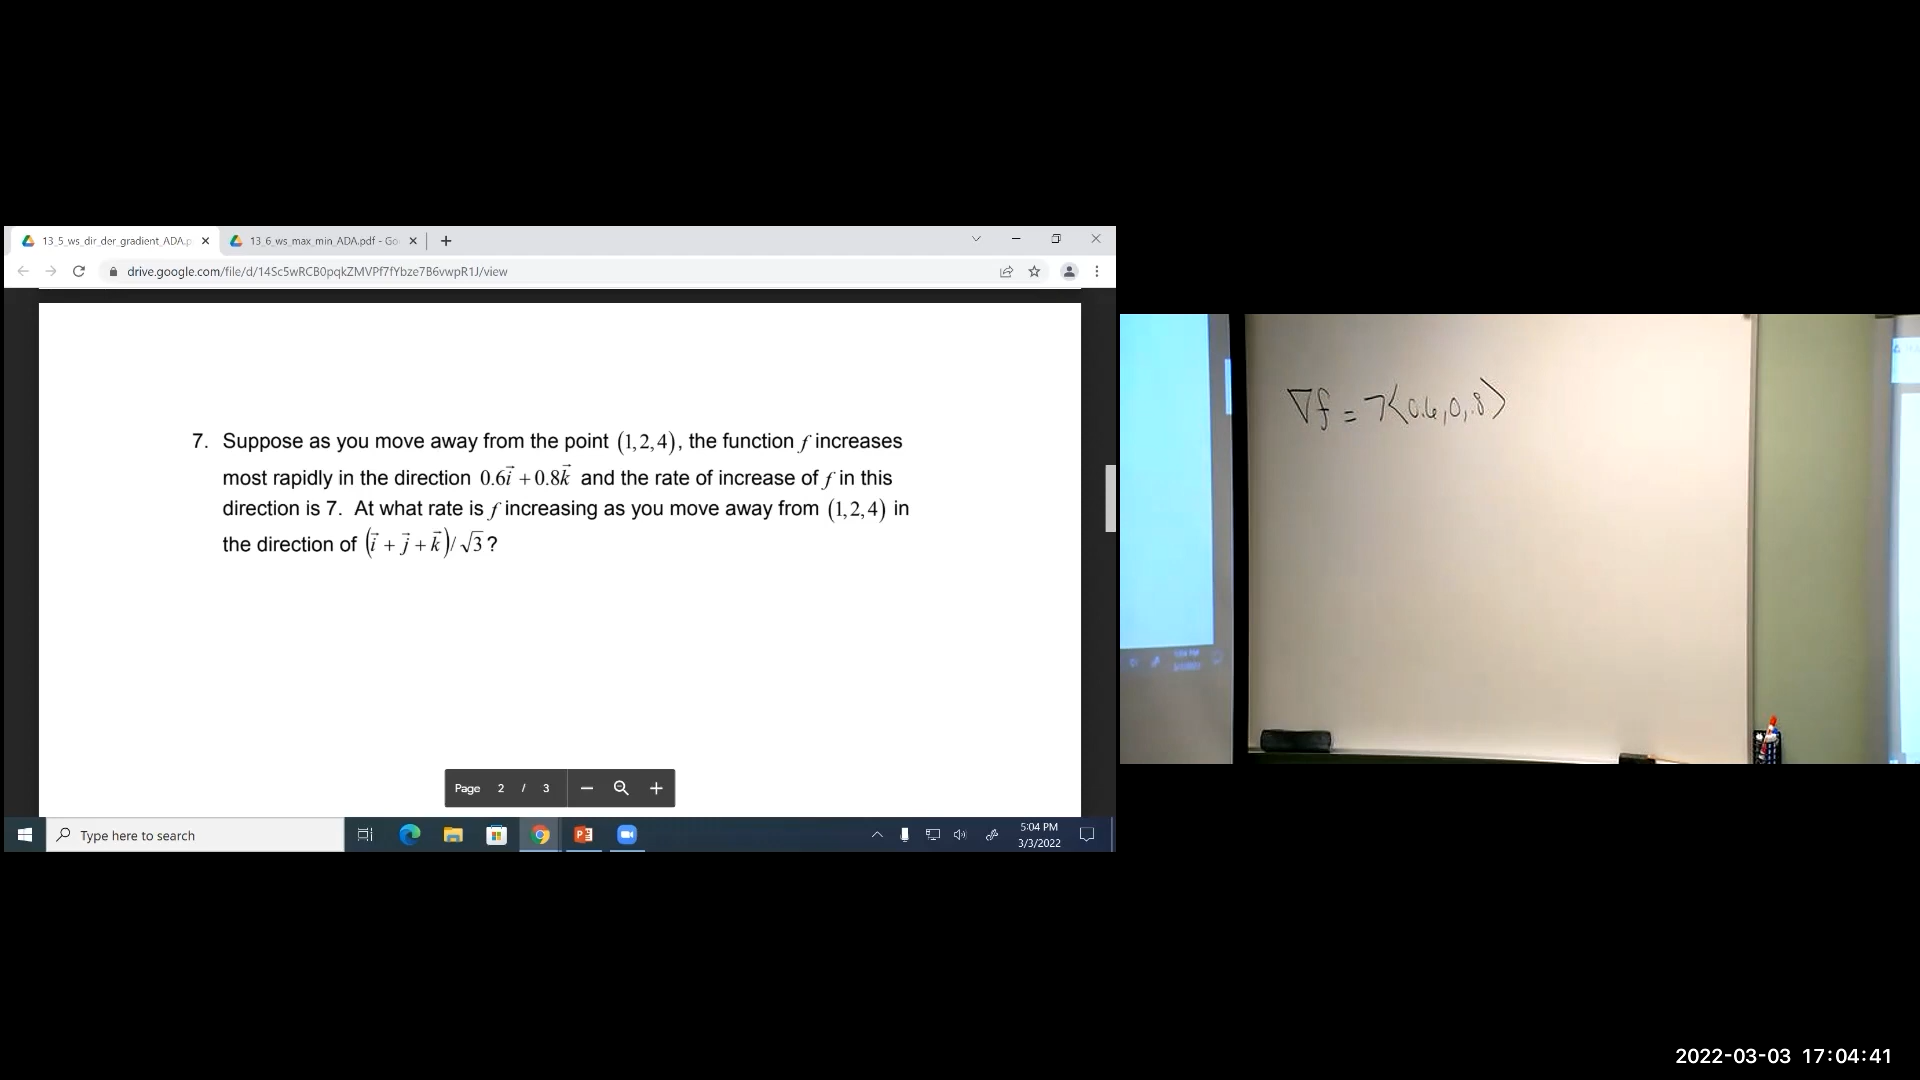 13_5_ws_dir_der_gradient_ADA.p
13_6_ws_max_min_ADA.pdf - Go
drive.google.com/file/d/14Sc5wRCB0pqkZMVPf7fYbze7B6vwpR1J/view
7. Suppose as you move away from the point (1,2,4), the function f increases
most rapidly in the direction 0.6i⃗ + 0.8k⃗ and the rate of increase of f in this
direction is 7. At what rate is f increasing as you move away from (1,2,4) in
the direction of (i⃗ + j⃗ + k⃗)/√3 ?
Page 2 / 3
Type here to search
5:04 PM
3/3/2022
∇f = 7⟨0.6,0,.8⟩
2022-03-03 17:04:41